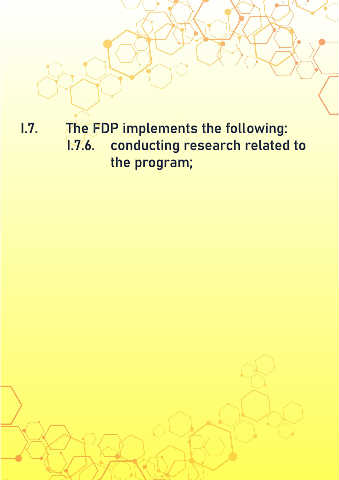 I.7. The FDP implements the following:
I.7.6. conducting research related to
the program;